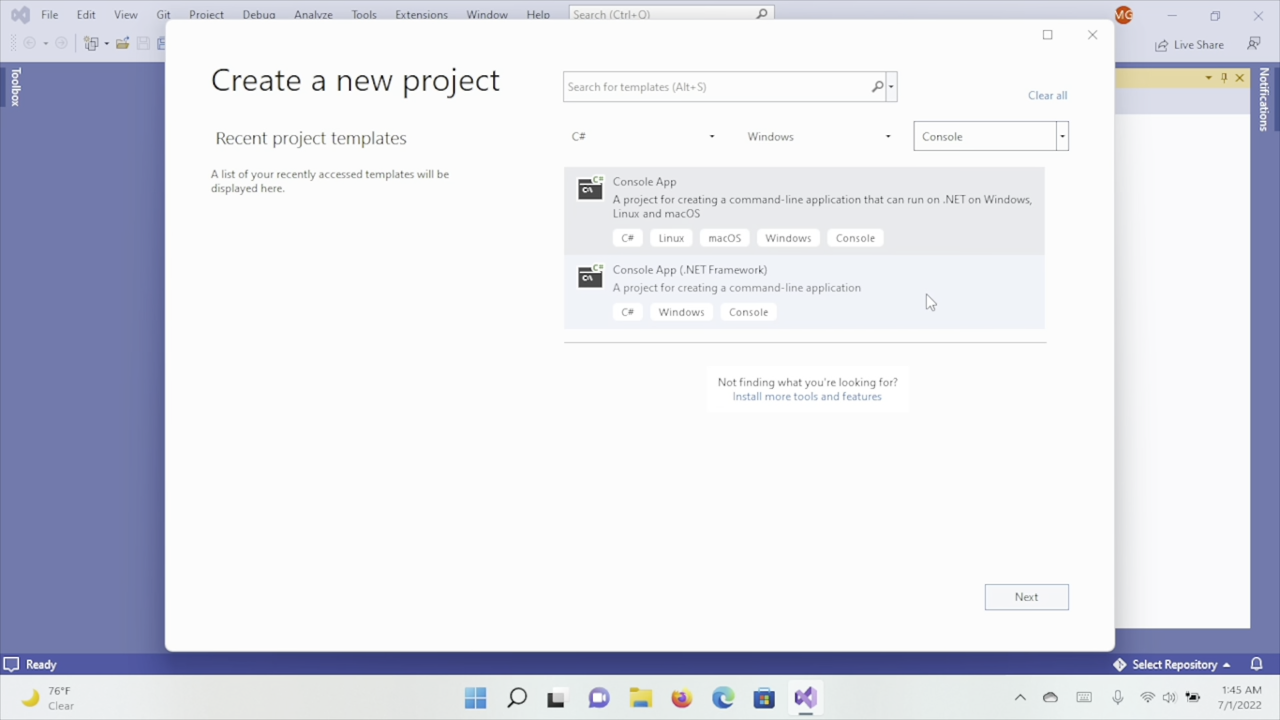 File Edit View Git Project Debug Analyze Tools Extensions Window Help Search (Ctrl+Q) MG
Live Share
Toolbox
Notifications
Create a new project
Search for templates (Alt+S)
Clear all
Recent project templates
C# Windows Console
A list of your recently accessed templates will be
displayed here.
Console App
A project for creating a command-line application that can run on .NET on Windows,
Linux and macOS
C# Linux macOS Windows Console
Console App (.NET Framework)
A project for creating a command-line application
C# Windows Console
Not finding what you're looking for?
Install more tools and features
Next
Ready
Select Repository
76°F
Clear
1:45 AM
7/1/2022